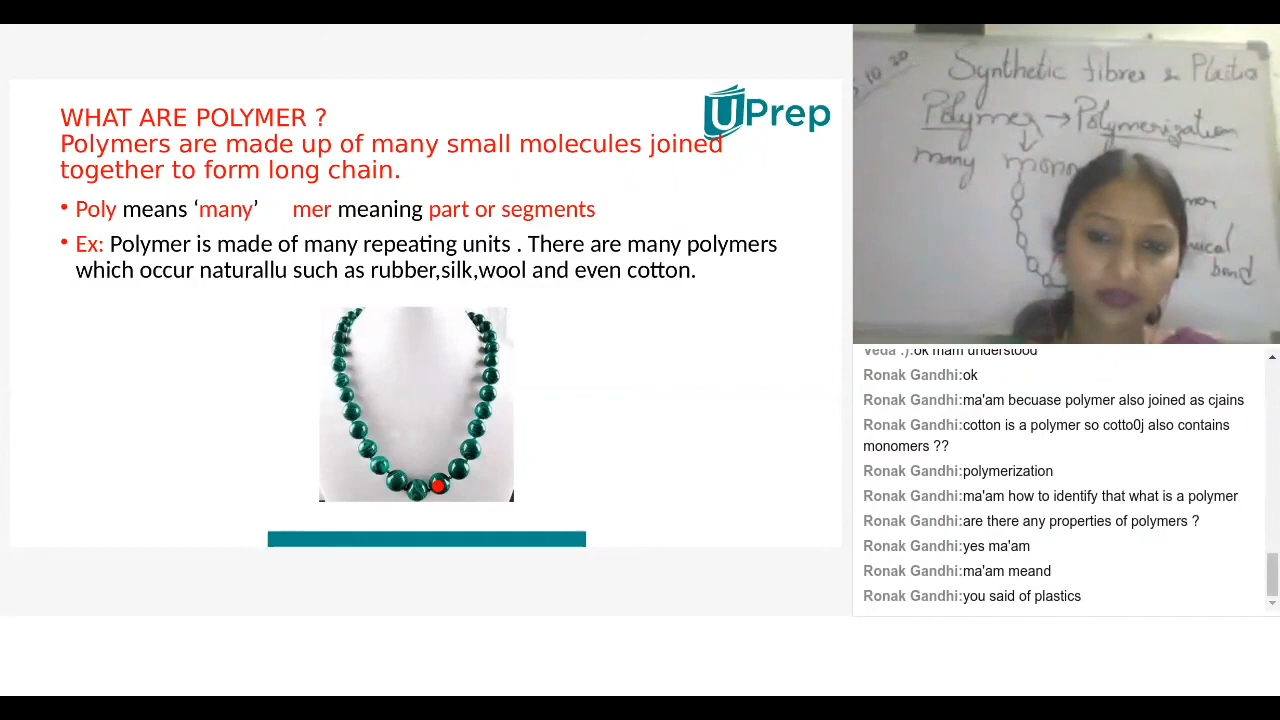 WHAT ARE POLYMER ?
Polymers are made up of many small molecules joined
together to form long chain.
UPrep
• Poly means ‘many’ mer meaning part or segments
• Ex: Polymer is made of many repeating units . There are many polymers
which occur naturallu such as rubber,silk,wool and even cotton.
10 20
Synthetic fibres &
Polymer → Polymerization
many mono
bond
Veda :).:ok mam understood
Ronak Gandhi:ok
Ronak Gandhi:ma'am becuase polymer also joined as cjains
Ronak Gandhi:cotton is a polymer so cotto0j also contains
monomers ??
Ronak Gandhi:polymerization
Ronak Gandhi:ma'am how to identify that what is a polymer
Ronak Gandhi:are there any properties of polymers ?
Ronak Gandhi:yes ma'am
Ronak Gandhi:ma'am meand
Ronak Gandhi:you said of plastics